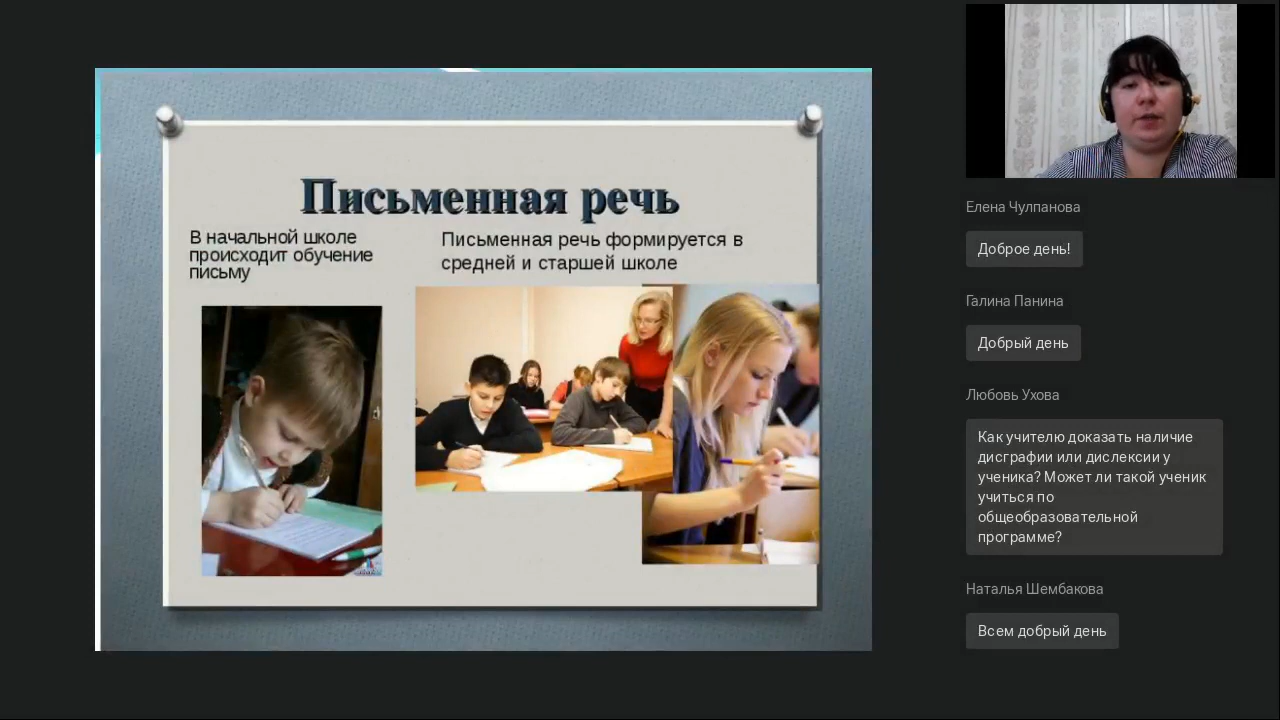 Письменная речь
В начальной школе
происходит обучение
письму
Письменная речь формируется в
средней и старшей школе
Елена Чулпанова
Доброе день!
Галина Панина
Добрый день
Любовь Ухова
Как учителю доказать наличие
дисграфии или дислексии у
ученика? Может ли такой ученик
учиться по
общеобразовательной
программе?
Наталья Шембакова
Всем добрый день